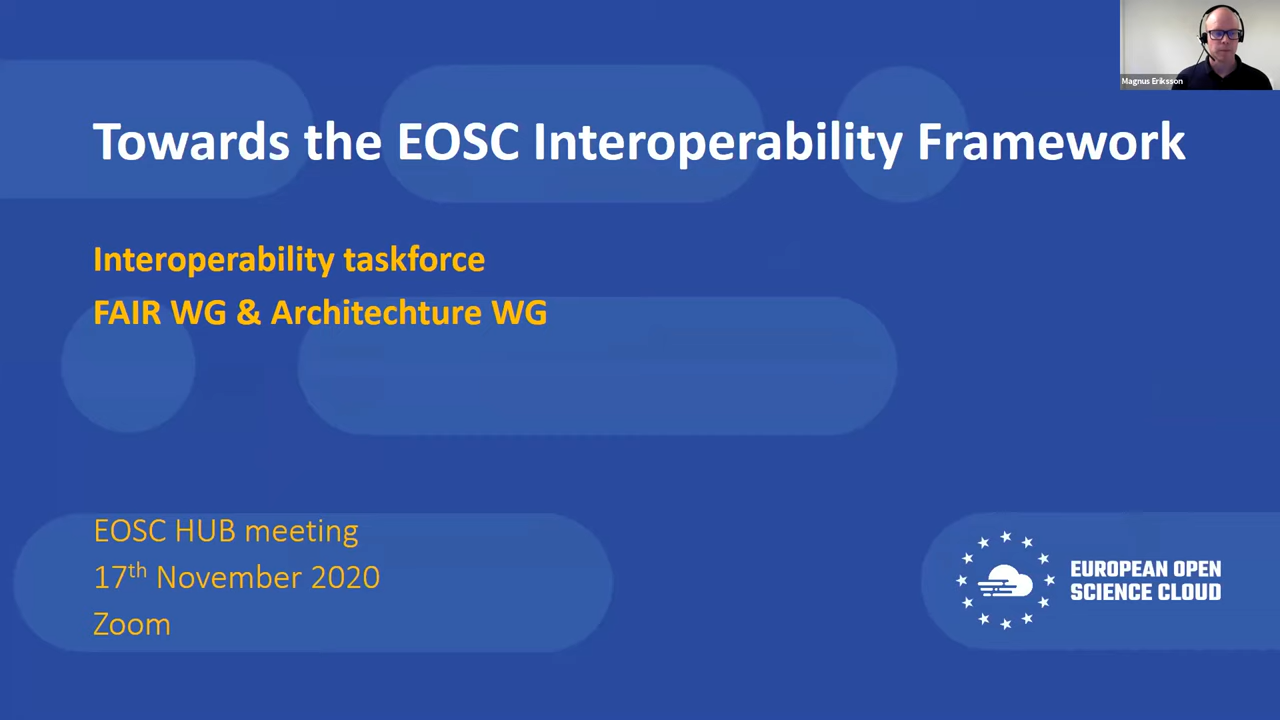 Magnus Eriksson
Towards the EOSC Interoperability Framework
Interoperability taskforce
FAIR WG & Architechture WG
EOSC HUB meeting
17th November 2020
Zoom
EUROPEAN OPEN
SCIENCE CLOUD